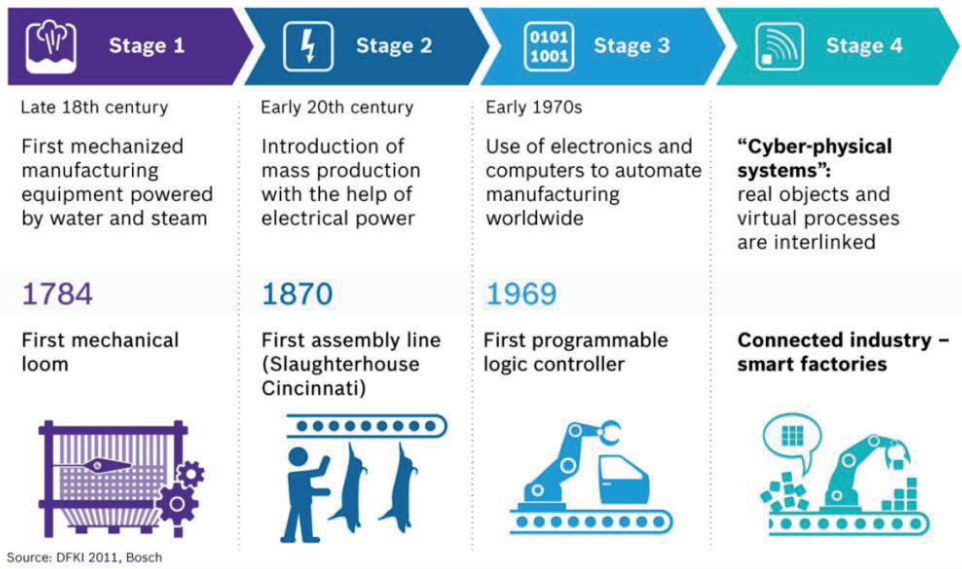 Stage 1
Stage 2
0101
1001
Stage 3
Stage 4
Late 18th century
First mechanized
manufacturing
equipment powered
by water and steam
1784
First mechanical
loom
Early 20th century
Introduction of
mass production
with the help of
electrical power
1870
First assembly line
(Slaughterhouse
Cincinnati)
Early 1970s
Use of electronics and
computers to automate
manufacturing
worldwide
1969
First programmable
logic controller
“Cyber-physical
systems”:
real objects and
virtual processes
are interlinked
Connected industry –
smart factories
Source: DFKI 2011, Bosch